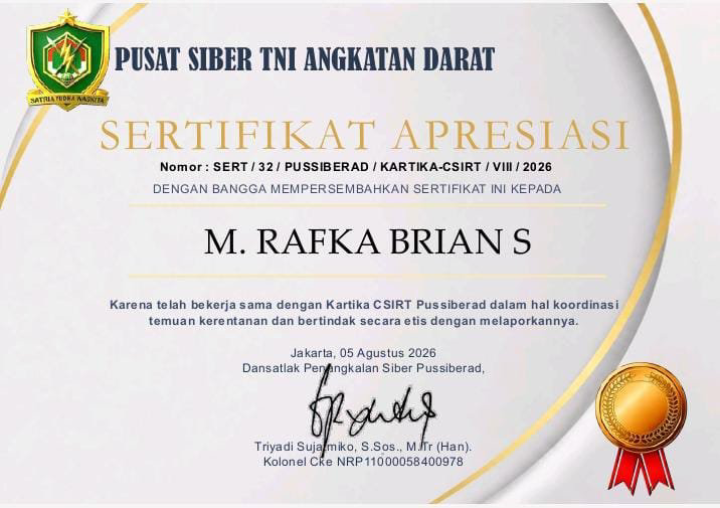 PUSAT SIBER TNI ANGKATAN DARAT
SERTIFIKAT APRESIASI
Nomor : SERT / 32 / PUSSIBERAD / KARTIKA-CSIRT / VIII / 2026
DENGAN BANGGA MEMPERSEMBAHKAN SERTIFIKAT INI KEPADA
M. RAFKA BRIAN S
Karena telah bekerja sama dengan Kartika CSIRT Pussiberad dalam hal koordinasi
temuan kerentanan dan bertindak secara etis dengan melaporkannya.
Jakarta, 05 Agustus 2026
Dansatlak Penangkalan Siber Pussiberad,
Triyadi Sujatmiko, S.Sos., M.Tr (Han).
Kolonel Cke NRP11000058400978